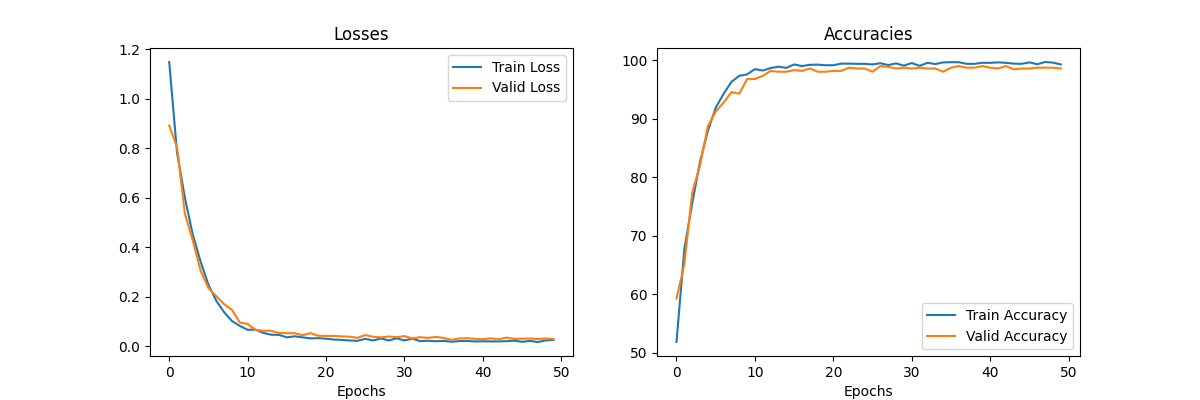 Losses
1.2
1.0
0.8
0.6
0.4
0.2
0.0
0 10 20 30 40 50
Epochs
Train Loss
Valid Loss
Accuracies
100
90
80
70
60
50
0 10 20 30 40 50
Epochs
Train Accuracy
Valid Accuracy